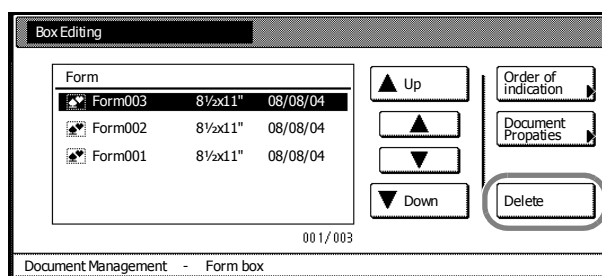 Box Editing
Form
Form003 8½x11" 08/08/04
Form002 8½x11" 08/08/04
Form001 8½x11" 08/08/04
001/003
Up
Down
Order of
indication
Document
Propaties
Delete
Document Management - Form box